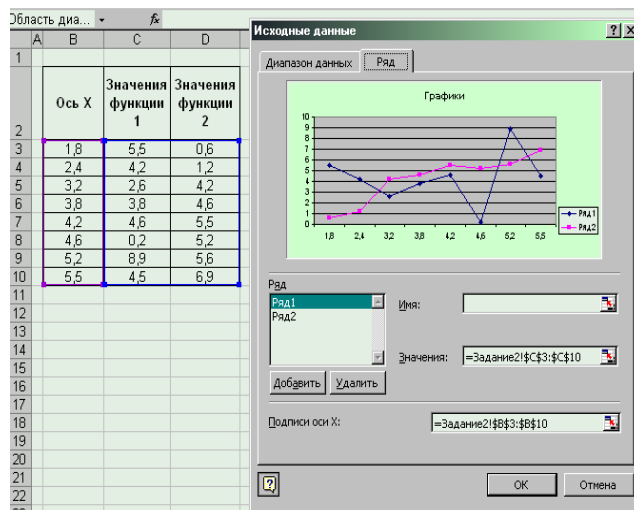 Область диа...
fx
A B C D
1
Ось X
Значения функции 1
Значения функции 2
2
3 1,8 5,5 0,6
4 2,4 4,2 1,2
5 3,2 2,6 4,2
6 3,8 3,8 4,6
7 4,2 4,6 5,5
8 4,6 0,2 5,2
9 5,2 8,9 5,6
10 5,5 4,5 6,9
11
12
13
14
15
16
17
18
19
20
21
22
Исходные данные
Диапазон данных Ряд
Графики
10
9
8
7
6
5
4
3
2
1
0
1,8 2,4 3,2 3,8 4,2 4,6 5,2 5,5
Ряд1
Ряд2
Ряд
Ряд1
Ряд2
Имя:
Значения: =Задание2!$C$3:$C$10
Добавить Удалить
Подписи оси X: =Задание2!$B$3:$B$10
OK Отмена